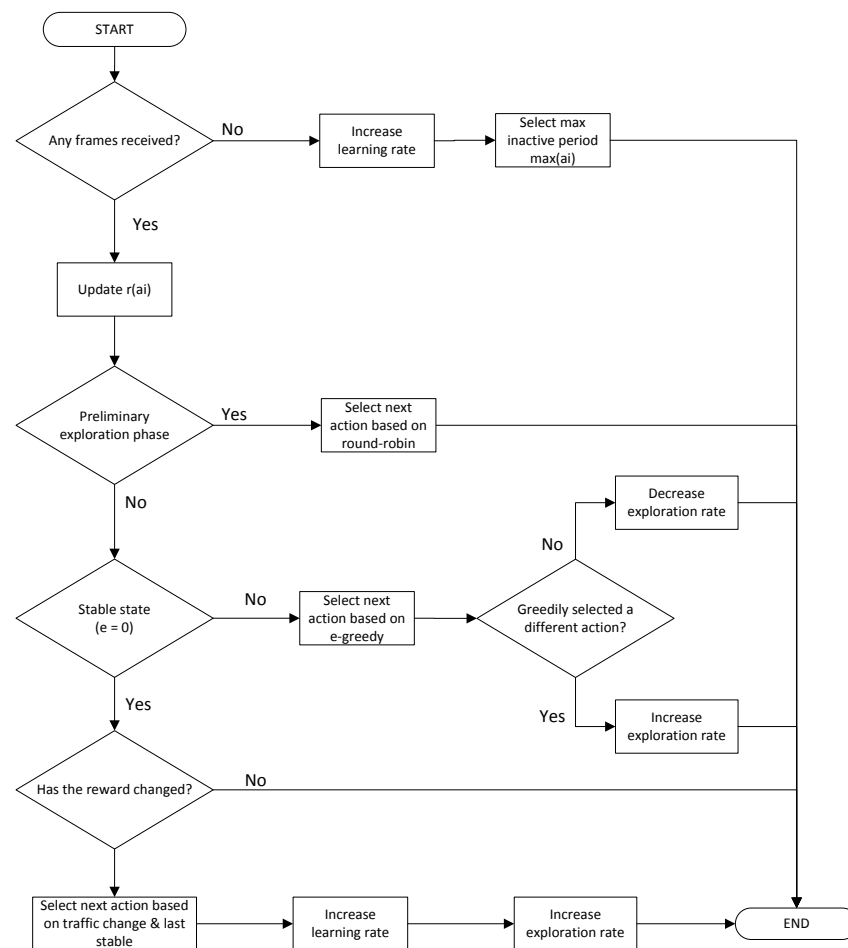 START
Any frames received?
No
Increase
learning rate
Select max
inactive period
max(ai)
Yes
Update r(ai)
Preliminary
exploration phase
Yes
Select next
action based on
round-robin
No
Decrease
exploration rate
No
Stable state
(e = 0)
No
Select next
action based on
e-greedy
Greedily selected a
different action?
Yes
Yes
Increase
exploration rate
Has the reward changed?
No
Select next action based
on traffic change & last
stable
Increase
learning rate
Increase
exploration rate
END